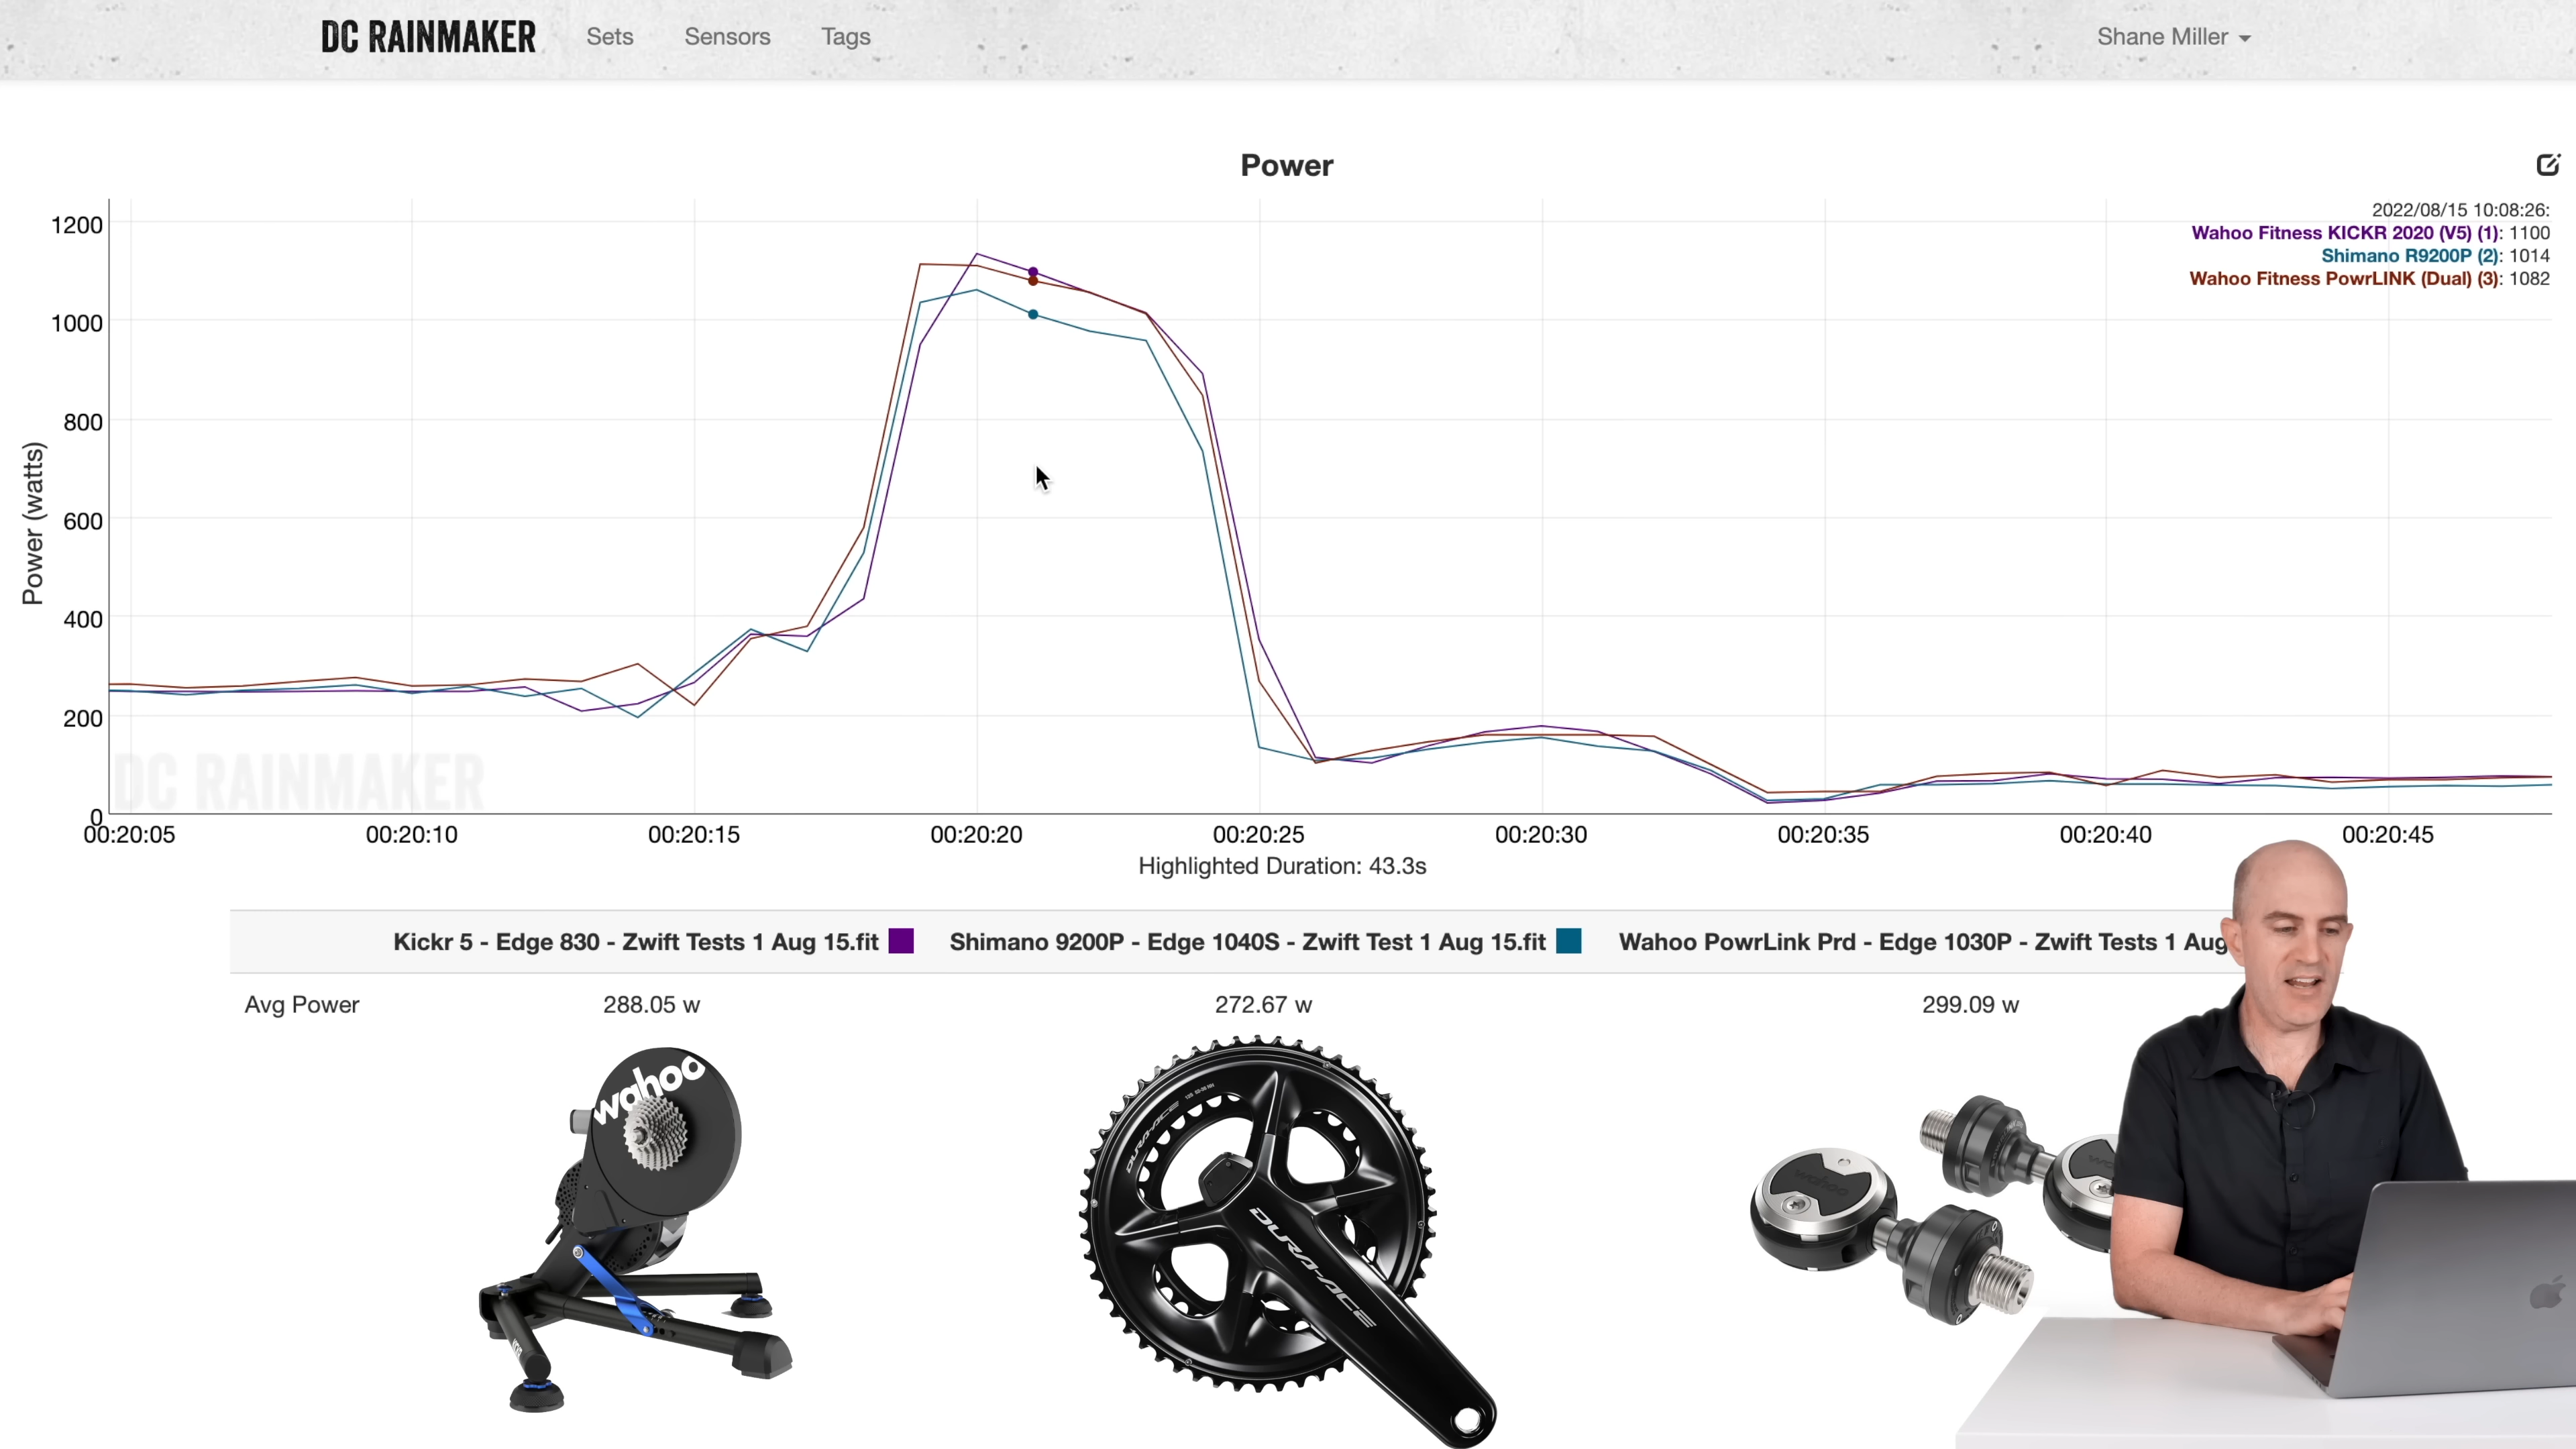 DC RAINMAKER Sets Sensors Tags Shane Miller
Power
2022/08/15 10:08:26:
Wahoo Fitness KICKR 2020 (V5) (1): 1100
Shimano R9200P (2): 1014
Wahoo Fitness PowrLINK (Dual) (3): 1082
1200
1000
800
600
400
200
0
Power (watts)
DC RAINMAKER
00:20:05 00:20:10 00:20:15 00:20:20 00:20:25 00:20:30 00:20:35 00:20:40 00:20:45
Highlighted Duration: 43.3s
Kickr 5 - Edge 830 - Zwift Tests 1 Aug 15.fit Shimano 9200P - Edge 1040S - Zwift Test 1 Aug 15.fit Wahoo PowrLink Prd - Edge 1030P - Zwift Tests 1 Aug
Avg Power 288.05 w 272.67 w 299.09 w
wahoo
DURA-ACE
DURA-ACE
wahoo